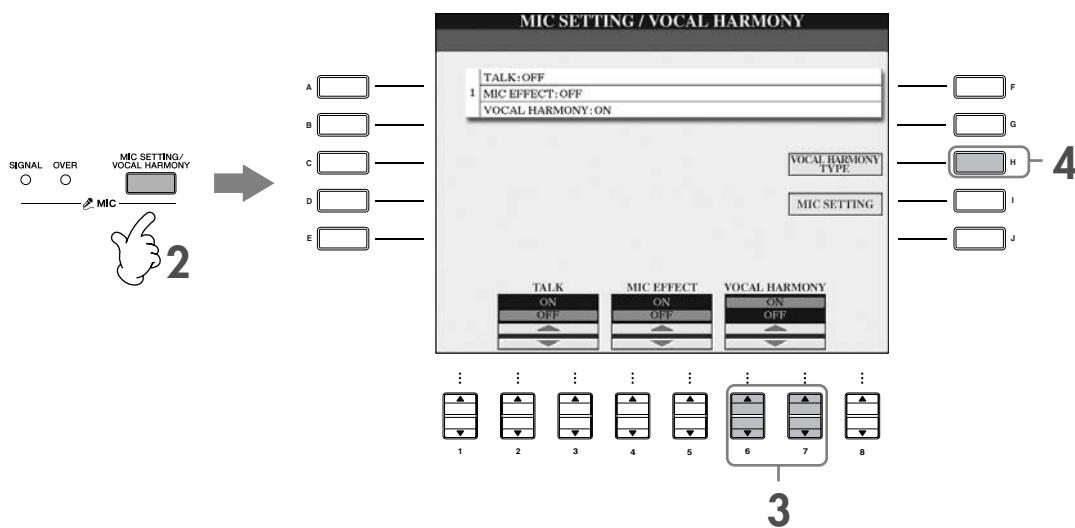 MIC SETTING / VOCAL HARMONY
TALK:OFF
1 MIC EFFECT:OFF
VOCAL HARMONY:ON
A
B
C
D
E
F
G
H
I
J
4
SIGNAL OVER MIC SETTING/
VOCAL HARMONY
MIC
2
VOCAL HARMONY
TYPE
MIC SETTING
TALK MIC EFFECT VOCAL HARMONY
ON ON ON
OFF OFF OFF
1 2 3 4 5 6 7 8
3